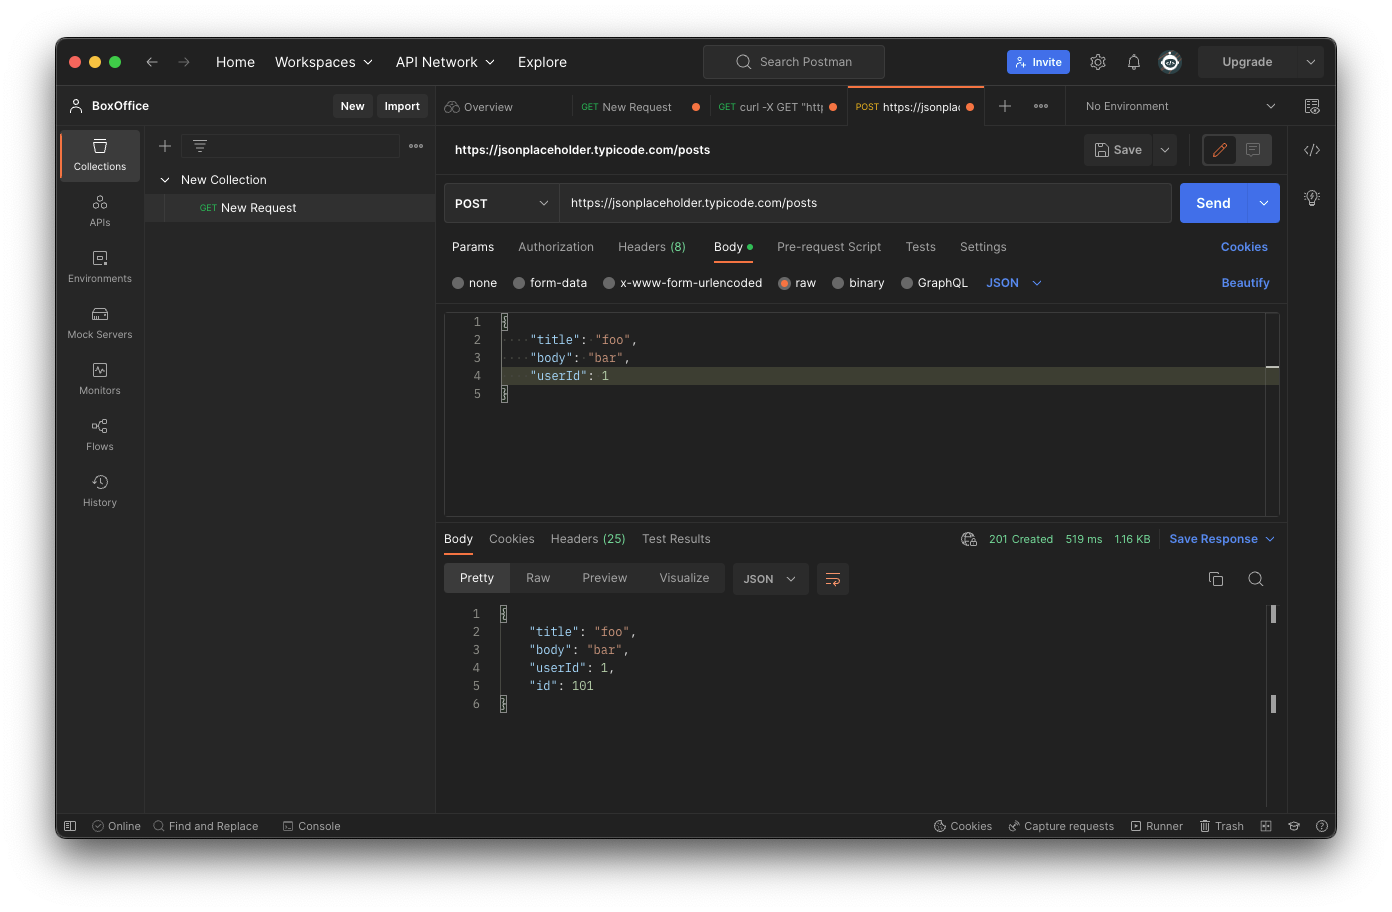 Home Workspaces API Network Explore Search Postman Invite Upgrade
BoxOffice New Import Overview GET New Request GET curl -X GET "htt POST https://jsonplac No Environment
Collections
APIs
Environments
Mock Servers
Monitors
Flows
History
New Collection
GET New Request
https://jsonplaceholder.typicode.com/posts Save
POST https://jsonplaceholder.typicode.com/posts Send
Params Authorization Headers (8) Body Pre-request Script Tests Settings Cookies
none form-data x-www-form-urlencoded raw binary GraphQL JSON Beautify
1 {
2 "title": "foo",
3 "body": "bar",
4 "userId": 1
5 }
Body Cookies Headers (25) Test Results 201 Created 519 ms 1.16 KB Save Response
Pretty Raw Preview Visualize JSON
1 {
2 "title": "foo",
3 "body": "bar",
4 "userId": 1,
5 "id": 101
6 }
Online Find and Replace Console Cookies Capture requests Runner Trash